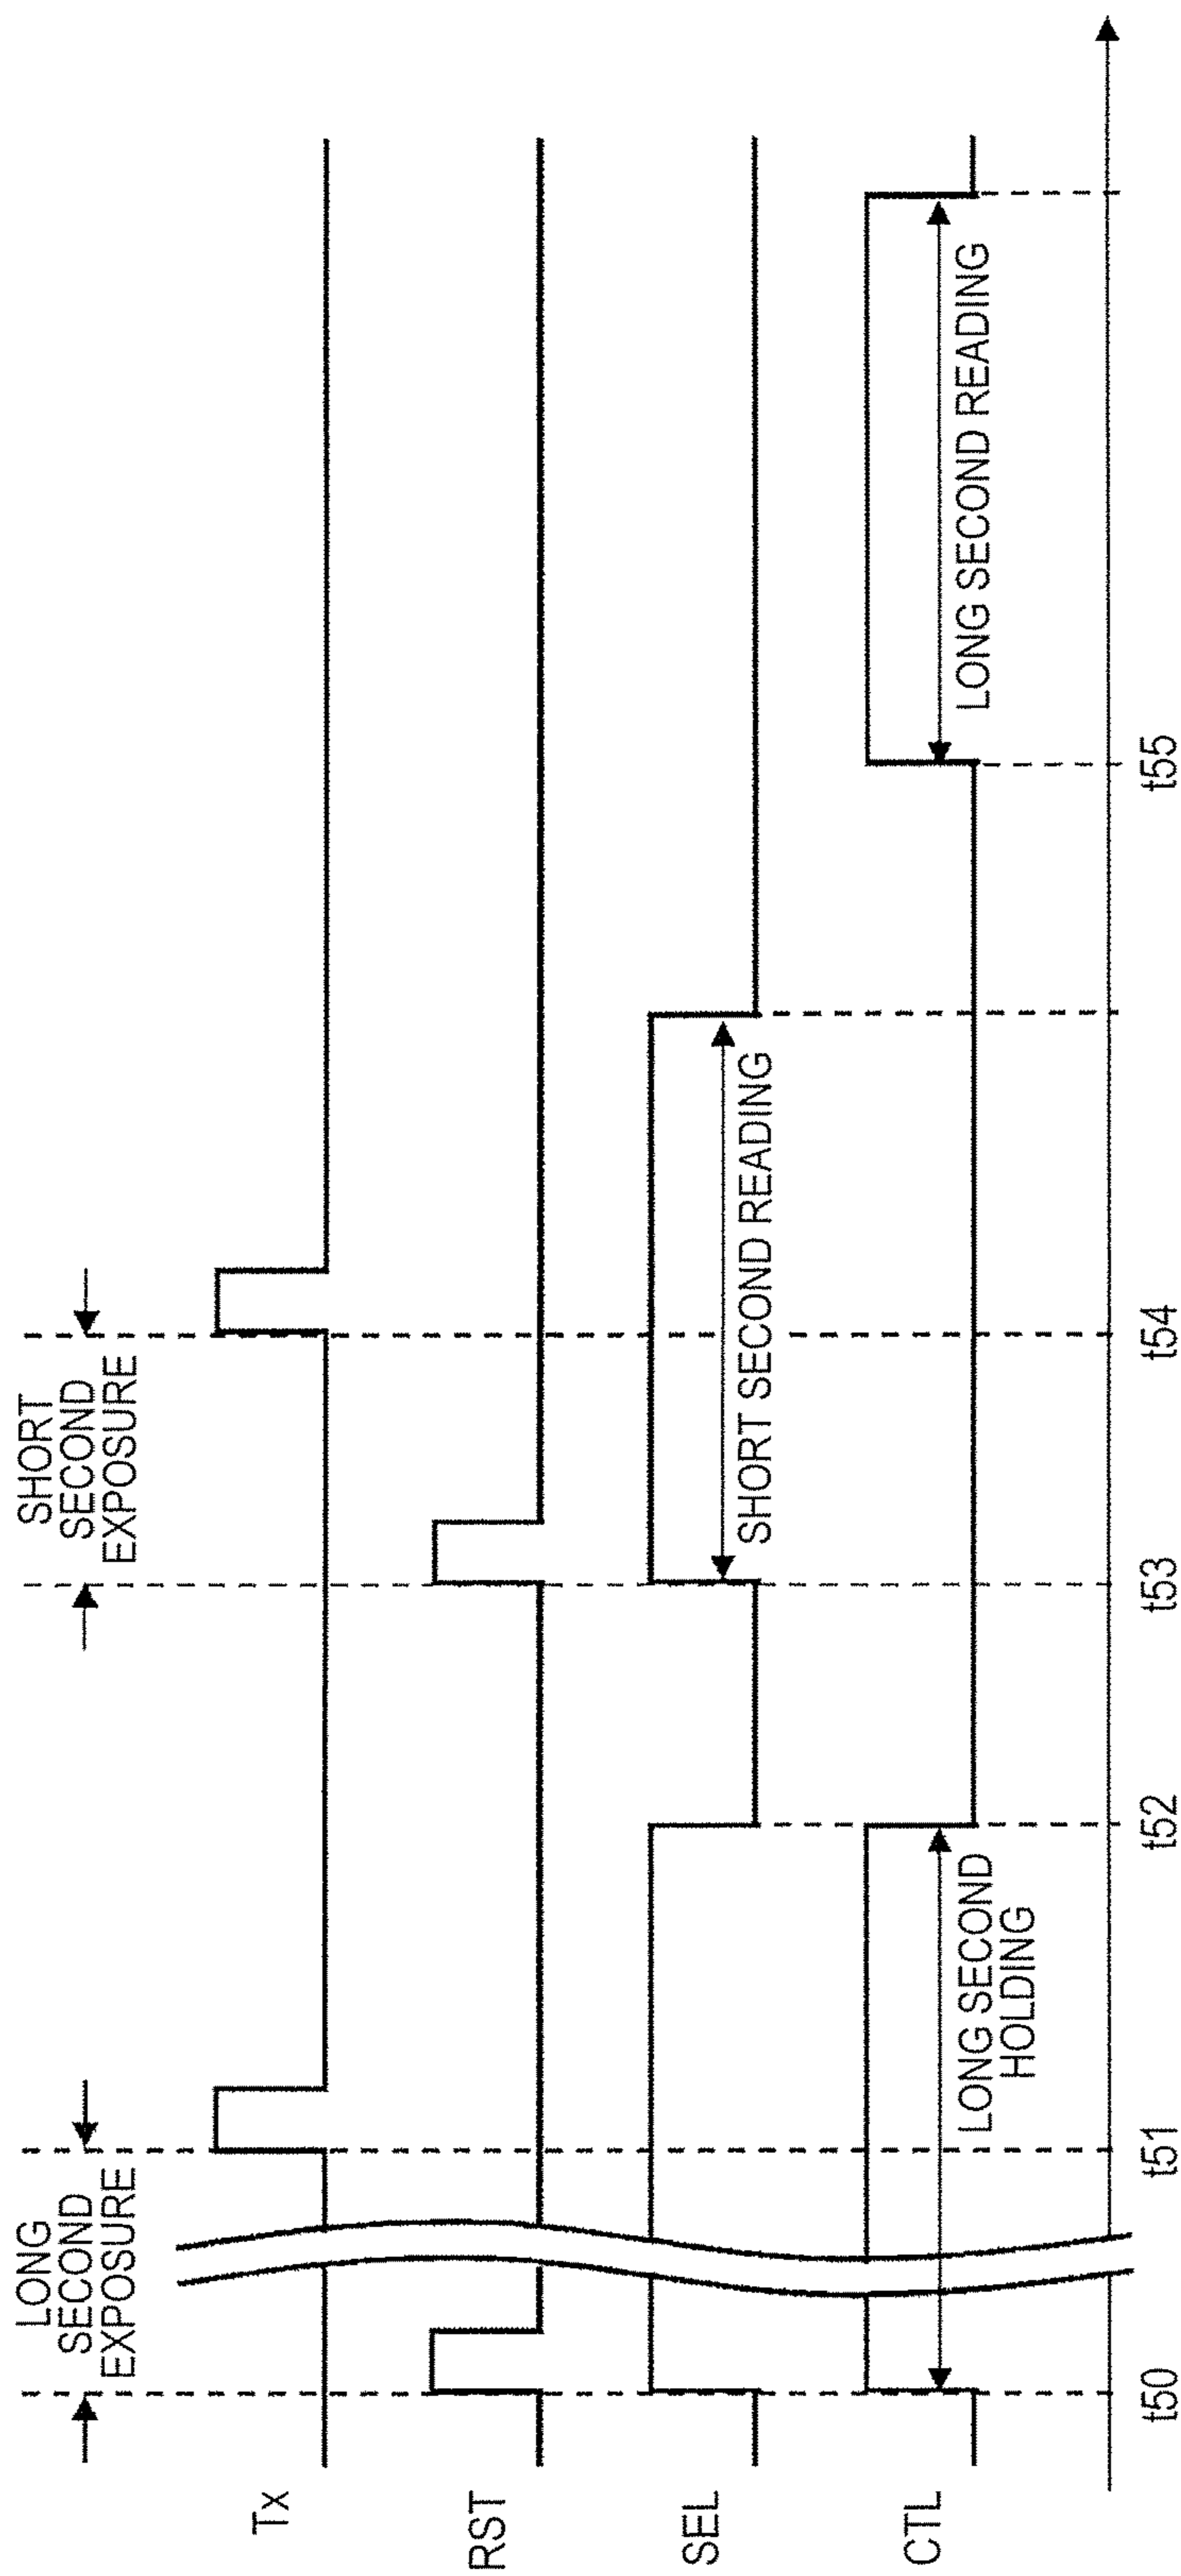 LONG
SECOND
EXPOSURE
SHORT
SECOND
EXPOSURE
Tx
RST
SEL
SHORT SECOND READING
CTL
LONG SECOND
HOLDING
LONG SECOND READING
t50
t51
t52
t53
t54
t55